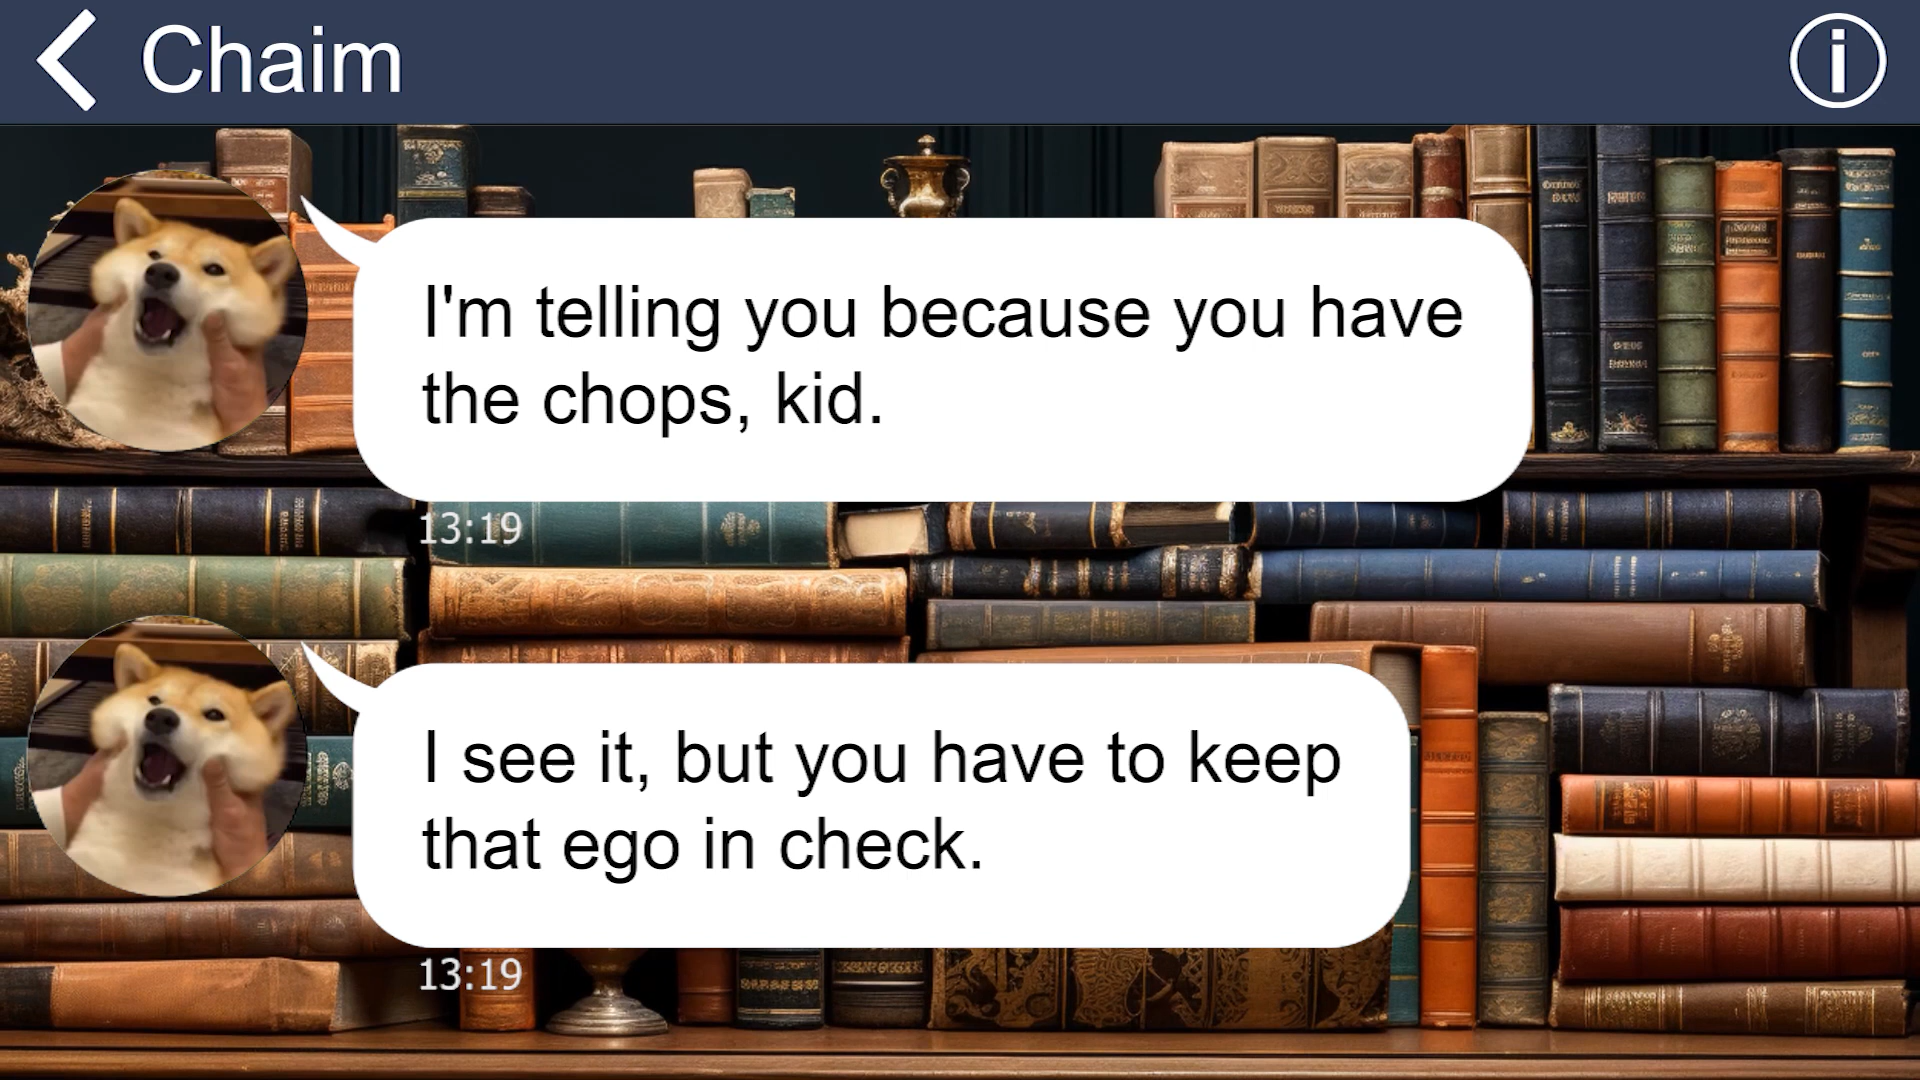 Chaim
I'm telling you because you have
the chops, kid.
13:19
I see it, but you have to keep
that ego in check.
13:19